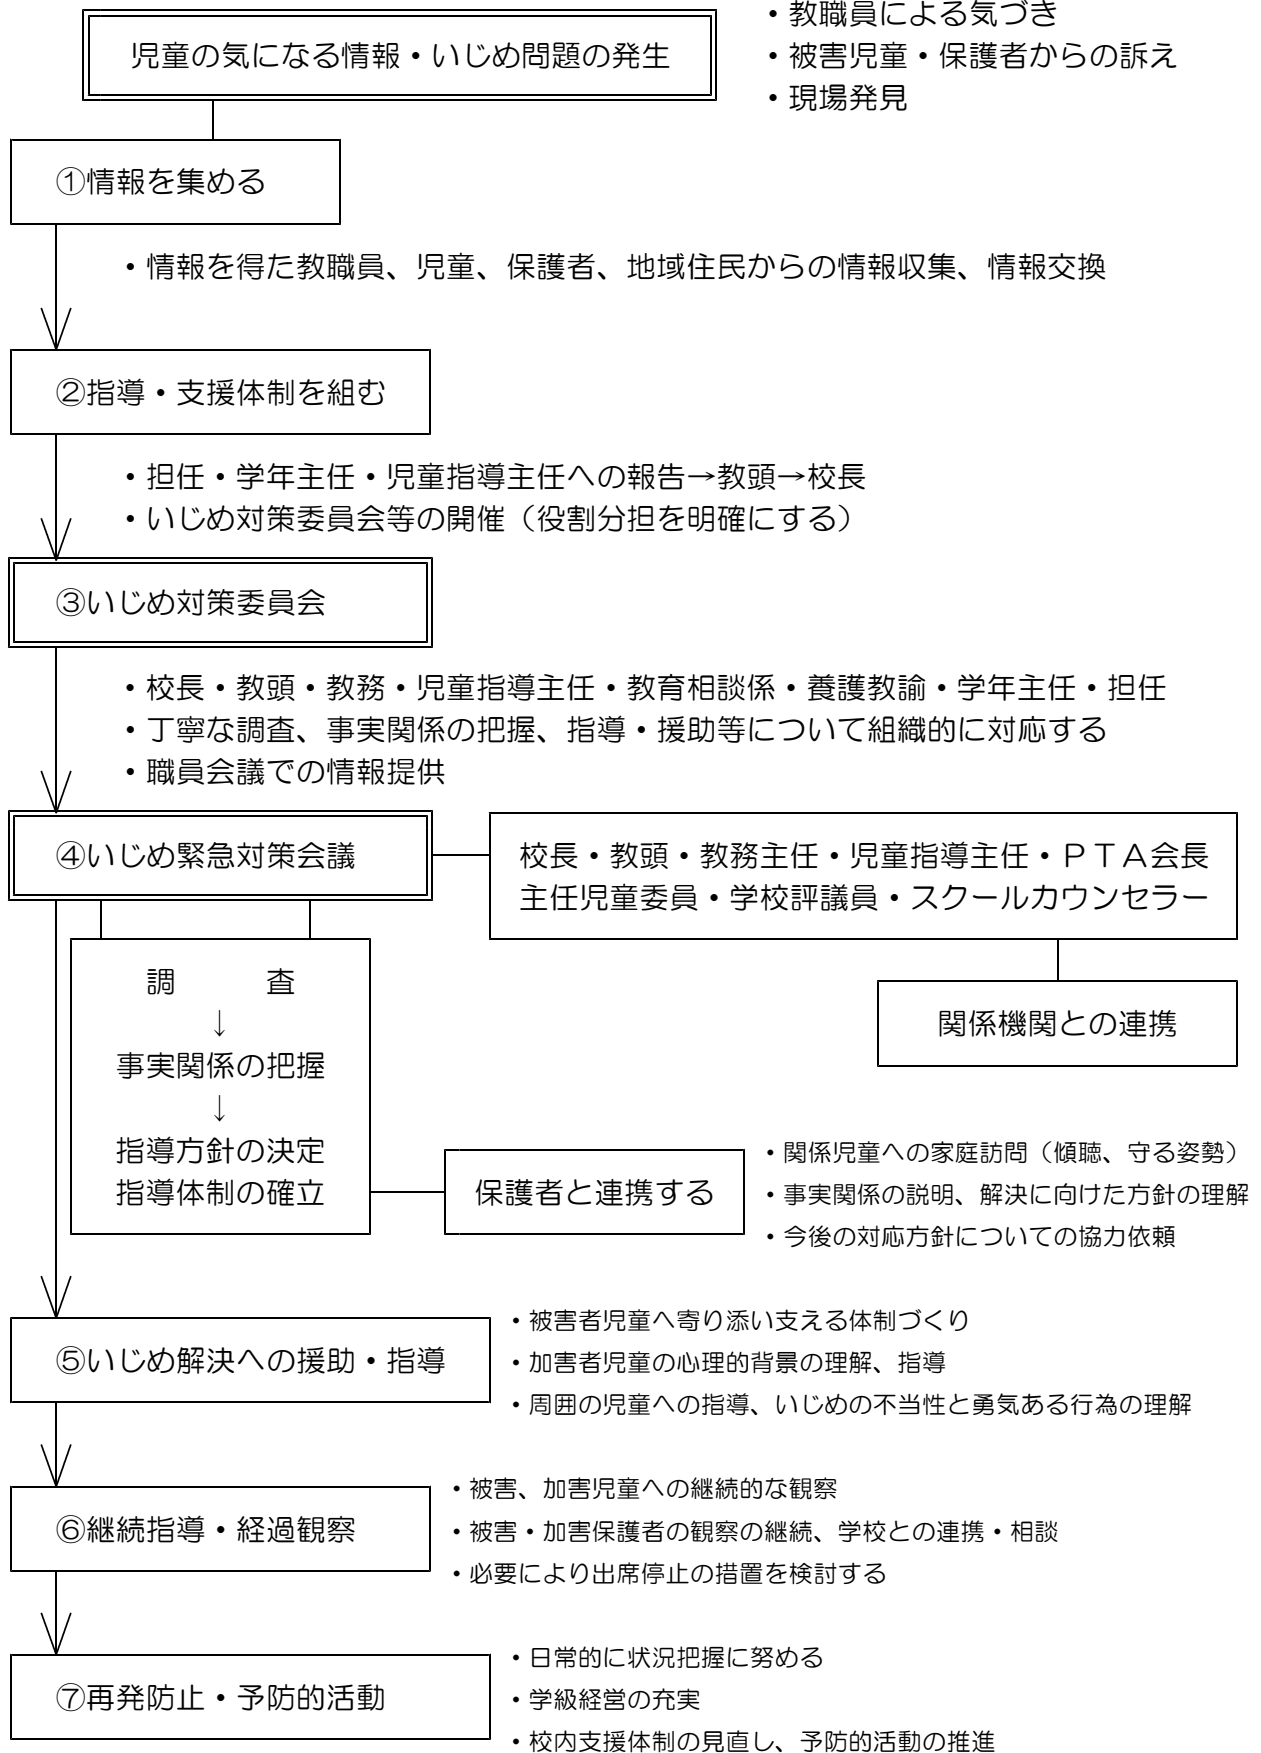 ・教職員による気づき
児童の気になる情報・いじめ問題の発生
・被害児童・保護者からの訴え
・現場発見
①情報を集める
・情報を得た教職員、児童、保護者、地域住民からの情報収集、情報交換
②指導・支援体制を組む
・担任・学年主任・児童指導主任への報告→教頭→校長
・いじめ対策委員会等の開催（役割分担を明確にする）
③いじめ対策委員会
・校長・教頭・教務・児童指導主任・教育相談係・養護教諭・学年主任・担任
・丁寧な調査、事実関係の把握、指導・援助等について組織的に対応する
・職員会議での情報提供
④いじめ緊急対策会議
校長・教頭・教務主任・児童指導主任・ＰＴＡ会長
主任児童委員・学校評議員・スクールカウンセラー
関係機関との連携
調　　　査
↓
事実関係の把握
↓
指導方針の決定
指導体制の確立
保護者と連携する
・関係児童への家庭訪問（傾聴、守る姿勢）
・事実関係の説明、解決に向けた方針の理解
・今後の対応方針についての協力依頼
⑤いじめ解決への援助・指導
・被害者児童へ寄り添い支える体制づくり
・加害者児童の心理的背景の理解、指導
・周囲の児童への指導、いじめの不当性と勇気ある行為の理解
⑥継続指導・経過観察
・被害、加害児童への継続的な観察
・被害・加害保護者の観察の継続、学校との連携・相談
・必要により出席停止の措置を検討する
⑦再発防止・予防的活動
・日常的に状況把握に努める
・学級経営の充実
・校内支援体制の見直し、予防的活動の推進